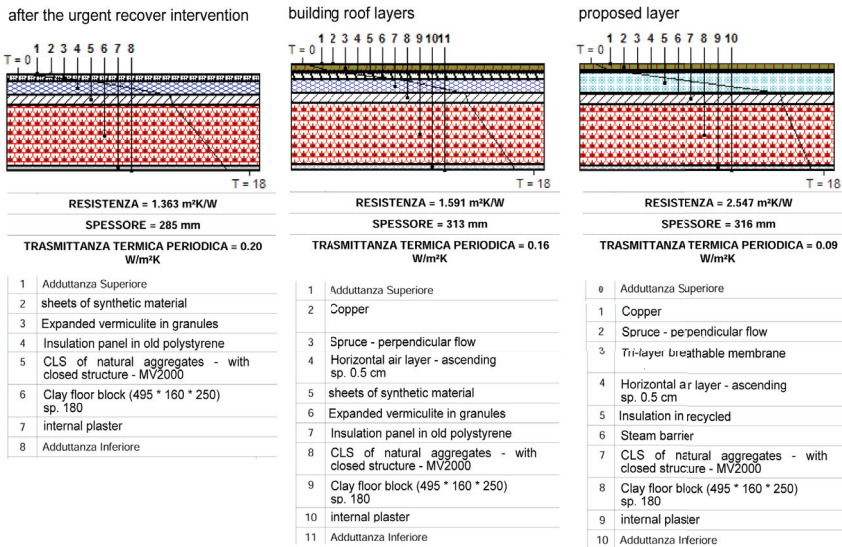 after the urgent recover intervention
1 2 3 4 5 6 7 8
T = 0
T = 18
RESISTENZA = 1.363 m²K/W
SPESSORE = 285 mm
TRASMITTANZA TERMICA PERIODICA = 0.20
W/m²K
1 Adduttanza Superiore
2 sheets of synthetic material
3 Expanded vermiculite in granules
4 Insulation panel in old polystyrene
5 CLS of natural aggregates - with
closed structure - MV2000
6 Clay floor block (495 * 160 * 250)
sp. 180
7 internal plaster
8 Adduttanza Inferiore
building roof layers
1 2 3 4 5 6 7 8 9 10 11
T = 0
T = 18
RESISTENZA = 1.591 m²K/W
SPESSORE = 313 mm
TRASMITTANZA TERMICA PERIODICA = 0.16
W/m²K
1 Adduttanza Superiore
2 Copper
3 Spruce - perpendicular flow
4 Horizontal air layer - ascending
sp. 0.5 cm
5 sheets of synthetic material
6 Expanded vermiculite in granules
7 Insulation panel in old polystyrene
8 CLS of natural aggregates - with
closed structure - MV2000
9 Clay floor block (495 * 160 * 250)
sp. 180
10 internal plaster
11 Adduttanza Inferiore
proposed layer
1 2 3 4 5 6 7 8 9 10
T = 0
T = 18
RESISTENZA = 2.547 m²K/W
SPESSORE = 316 mm
TRASMITTANZA TERMICA PERIODICA = 0.09
W/m²K
0 Adduttanza Superiore
1 Copper
2 Spruce - perpendicular flow
3 Tri-layer breathable membrane
4 Horizontal air layer - ascending
sp. 0.5 cm
5 Insulation in recycled
6 Steam barrier
7 CLS of natural aggregates - with
closed structure - MV2000
8 Clay floor block (495 * 160 * 250)
sp. 180
9 internal plaster
10 Adduttanza Inferiore